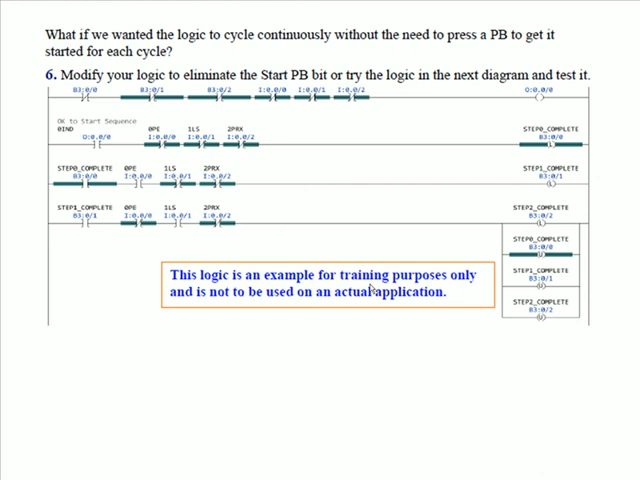 What if we wanted the logic to cycle continuously without the need to press a PB to get it
started for each cycle?
6. Modify your logic to eliminate the Start PB bit or try the logic in the next diagram and test it.
B3:0/0 B3:0/1 B3:0/2 I:0.0/0 I:0.0/1 I:0.0/2 O:0.0/0
OK to Start Sequence
0IND 0PE 1LS 2PRX STEP0_COMPLETE
O:0.0/0 I:0.0/0 I:0.0/1 I:0.0/2 B3:0/0
L
STEP0_COMPLETE 0PE 1LS 2PRX STEP1_COMPLETE
B3:0/0 I:0.0/0 I:0.0/1 I:0.0/2 B3:0/1
L
STEP1_COMPLETE 0PE 1LS 2PRX STEP2_COMPLETE
B3:0/1 I:0.0/0 I:0.0/1 I:0.0/2 B3:0/2
L
STEP0_COMPLETE
B3:0/0
U
STEP1_COMPLETE
B3:0/1
U
STEP2_COMPLETE
B3:0/2
U
This logic is an example for training purposes only
and is not to be used on an actual application.